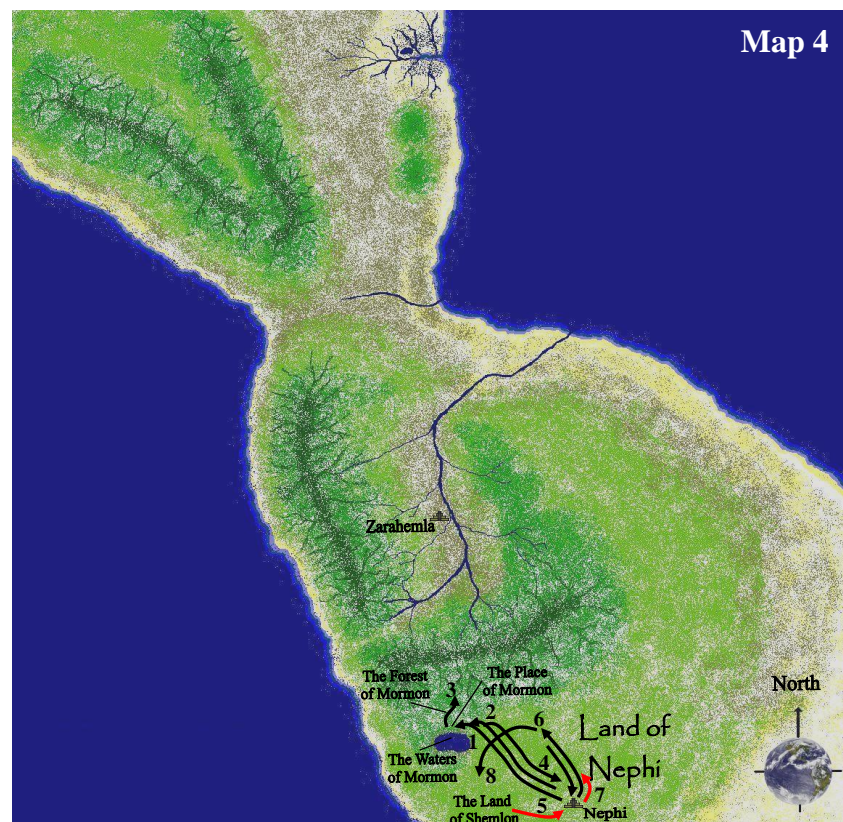 Map 4
Zarahemla
The Forest
of Mormon
3
The Place
of Mormon
North
2
6
Land of
Nephi
1
The Waters
of Mormon
8
4
5
7
The Land
of Shemlon
Nephi